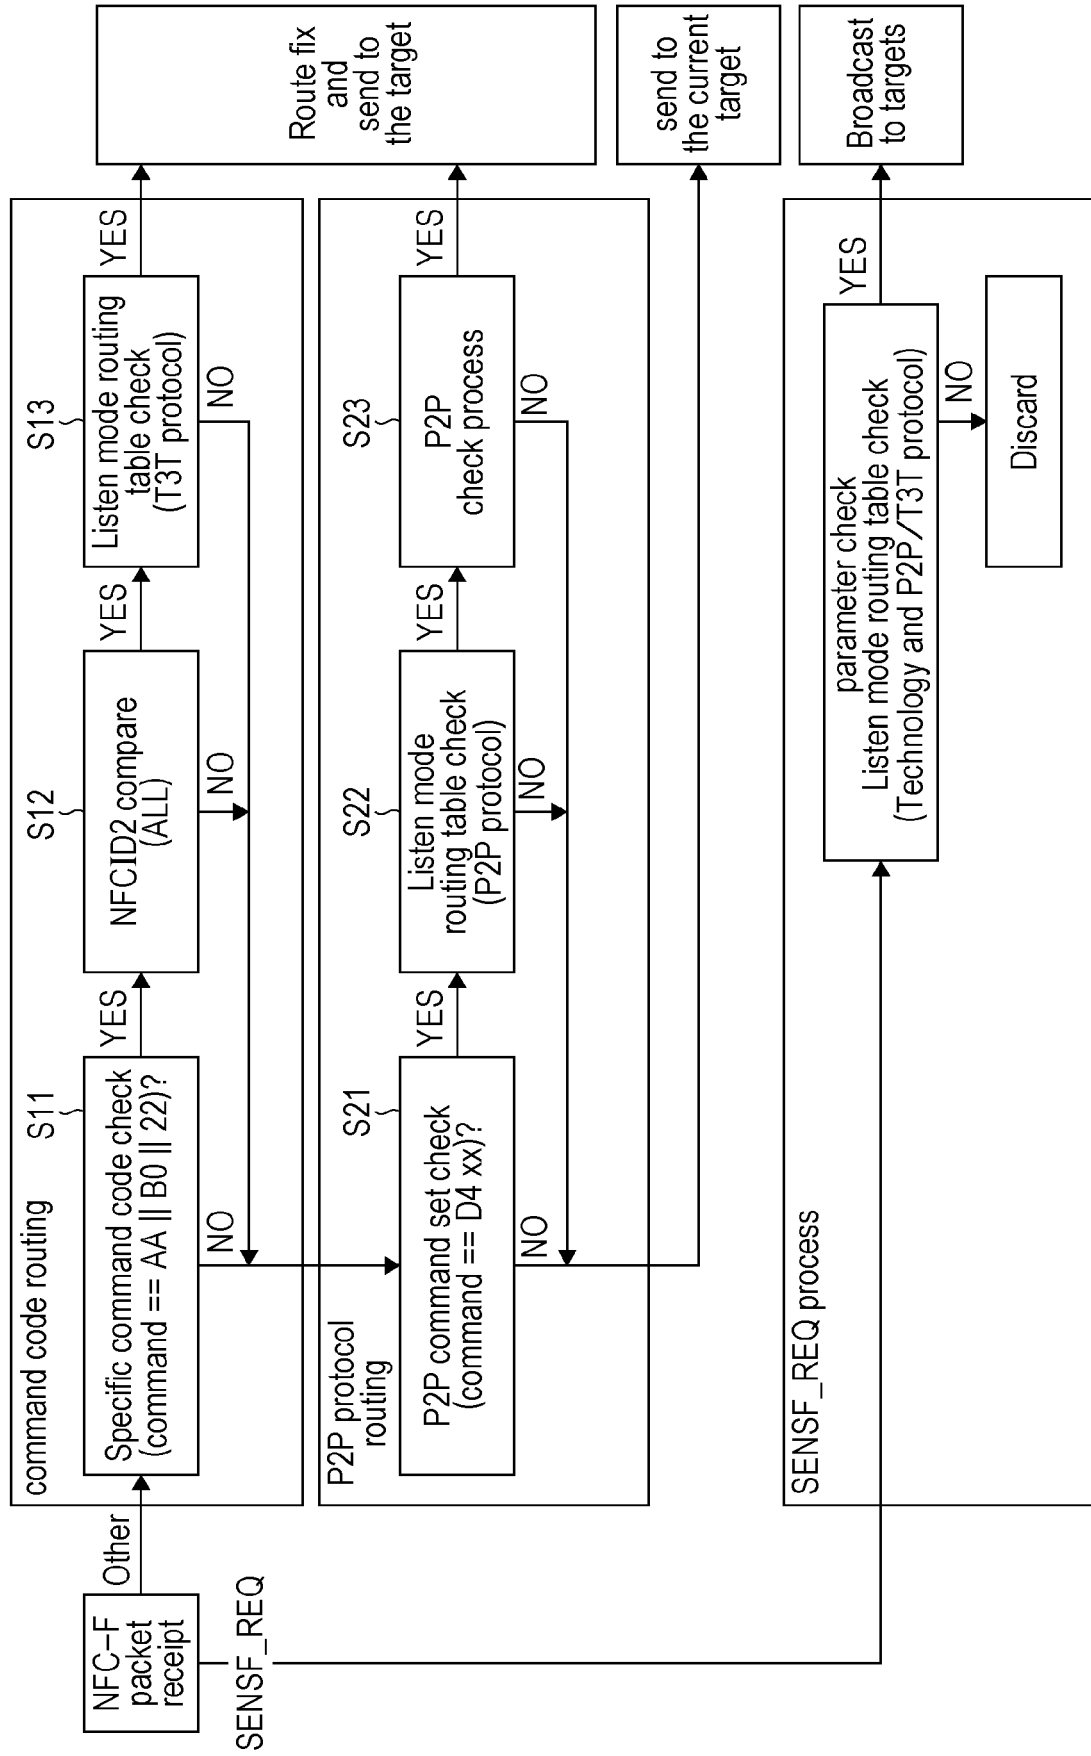 NFC-F
packet
receipt
Other
SENSF_REQ
command code routing
S11
Specific command code check
(command == AA || B0 || 22)?
YES
NO
S12
NFCID2 compare
(ALL)
YES
NO
S13
Listen mode routing
table check
(T3T protocol)
YES
NO
Route fix
and
send to
the target
P2P protocol
routing
S21
P2P command set check
(command == D4 xx)?
YES
NO
S22
Listen mode
routing table check
(P2P protocol)
YES
NO
S23
P2P
check process
YES
NO
send to
the current
target
SENSF_REQ process
parameter check
Listen mode routing table check
(Technology and P2P/T3T protocol)
YES
NO
Discard
Broadcast
to targets